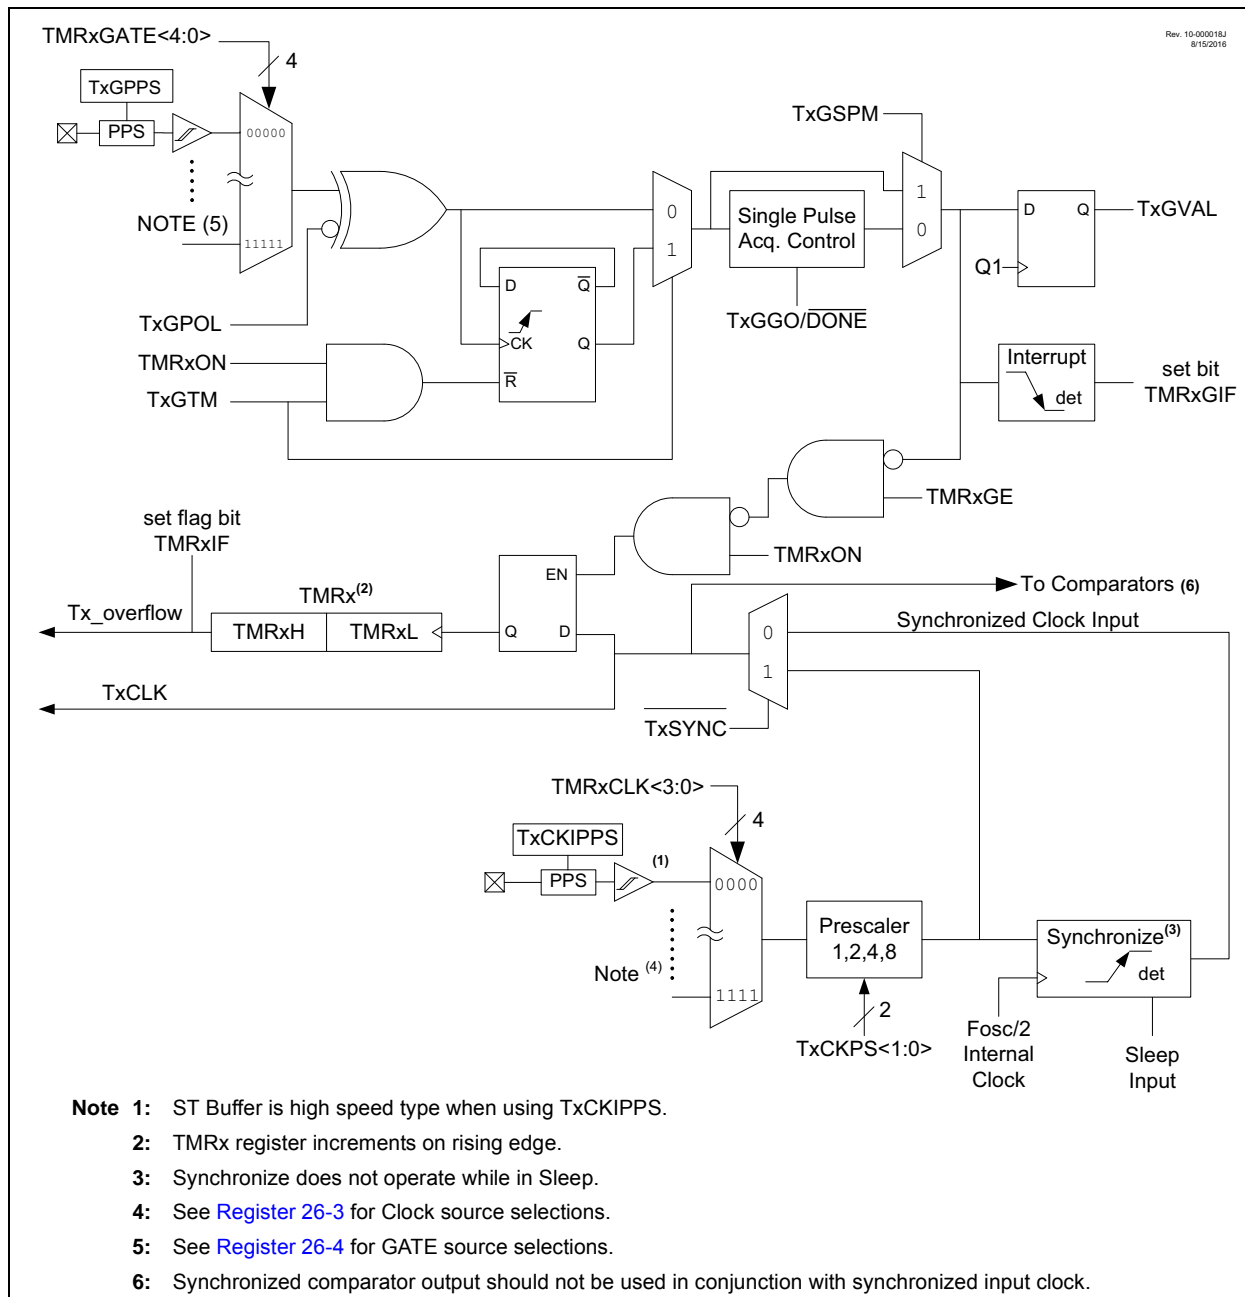 Rev. 10-000018J
8/15/2016
TMRxGATE<4:0>
4
TxGPPS
PPS
00000
NOTE (5)
11111
TxGPOL
TMRxON
TxGTM
D
Q
CK
Q
R
0
1
Single Pulse
Acq. Control
TxGGO/DONE
TxGSPM
1
0
D
Q
TxGVAL
Q1
Interrupt
det
set bit
TMRxGIF
TMRxGE
TMRxON
set flag bit
TMRxIF
Tx_overflow
TMRx(2)
TMRxH
TMRxL
EN
Q
D
TxCLK
To Comparators (6)
Synchronized Clock Input
0
1
TxSYNC
TMRxCLK<3:0>
4
TxCKIPPS
PPS
(1)
0000
Note (4)
1111
Prescaler
1,2,4,8
2
TxCKPS<1:0>
Synchronize(3)
det
Fosc/2
Internal
Clock
Sleep
Input
Note 1: ST Buffer is high speed type when using TxCKIPPS.
2: TMRx register increments on rising edge.
3: Synchronize does not operate while in Sleep.
4: See Register 26-3 for Clock source selections.
5: See Register 26-4 for GATE source selections.
6: Synchronized comparator output should not be used in conjunction with synchronized input clock.